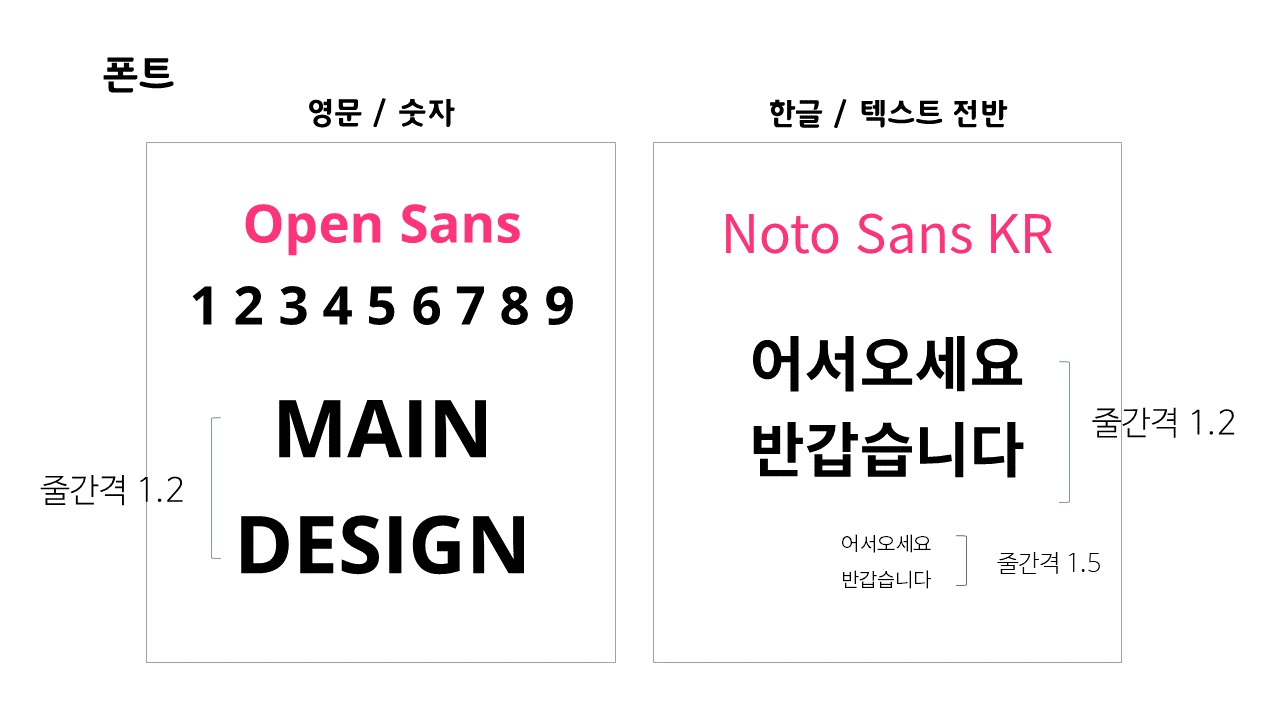 폰트
영문 / 숫자
Open Sans
1 2 3 4 5 6 7 8 9
MAIN
DESIGN
줄간격 1.2
한글 / 텍스트 전반
Noto Sans KR
어서오세요
반갑습니다
줄간격 1.2
어서오세요
반갑습니다
줄간격 1.5